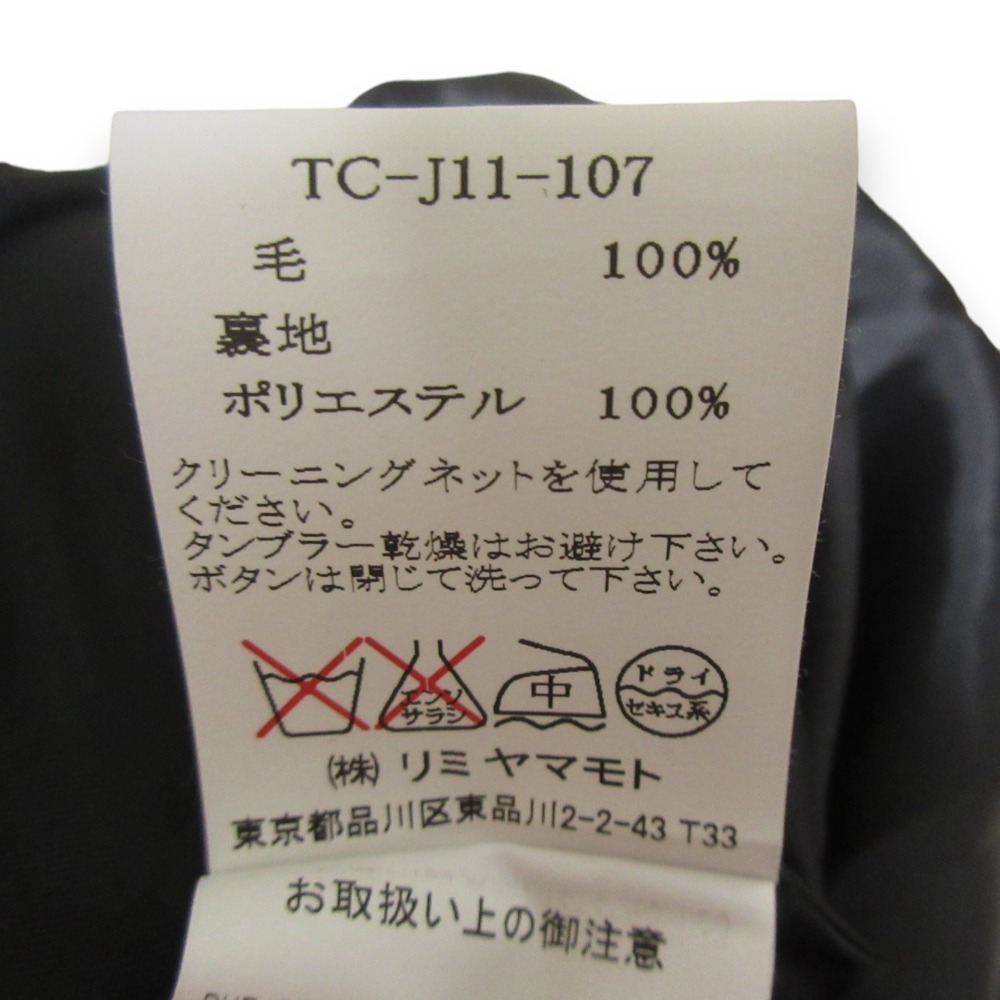 TC-J11-107
毛 100%
裏地
ポリエステル 100%
クリーニングネットを使用して
ください。
タンブラー乾燥はお避け下さい。
ボタンは閉じて洗って下さい。
エンソ
サラシ
中
ドライ
セキユ系
(株) リミ ヤマモト
東京都品川区東品川2-2-43 T33
お取扱い上の御注意